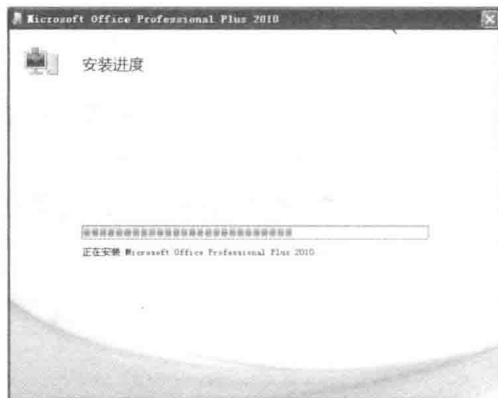 Microsoft Office Professional Plus 2010
安装进度
正在安装 Microsoft Office Professional Plus 2010